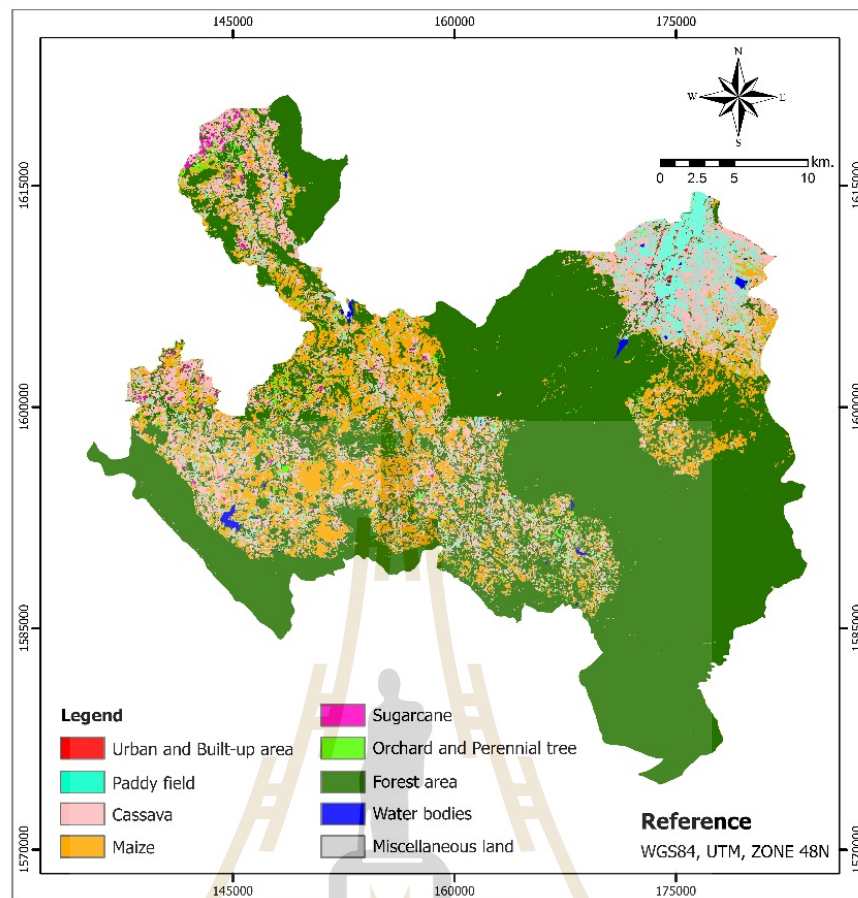 145000 160000 175000
N
W E
S
0 2.5 5 10 km.
1615000 1615000
1600000 1600000
1585000 1585000
1570000 1570000
Legend
Urban and Built-up area
Paddy field
Cassava
Maize
Sugarcane
Orchard and Perennial tree
Forest area
Water bodies
Miscellaneous land
Reference
WGS84, UTM, ZONE 48N
145000 160000 175000